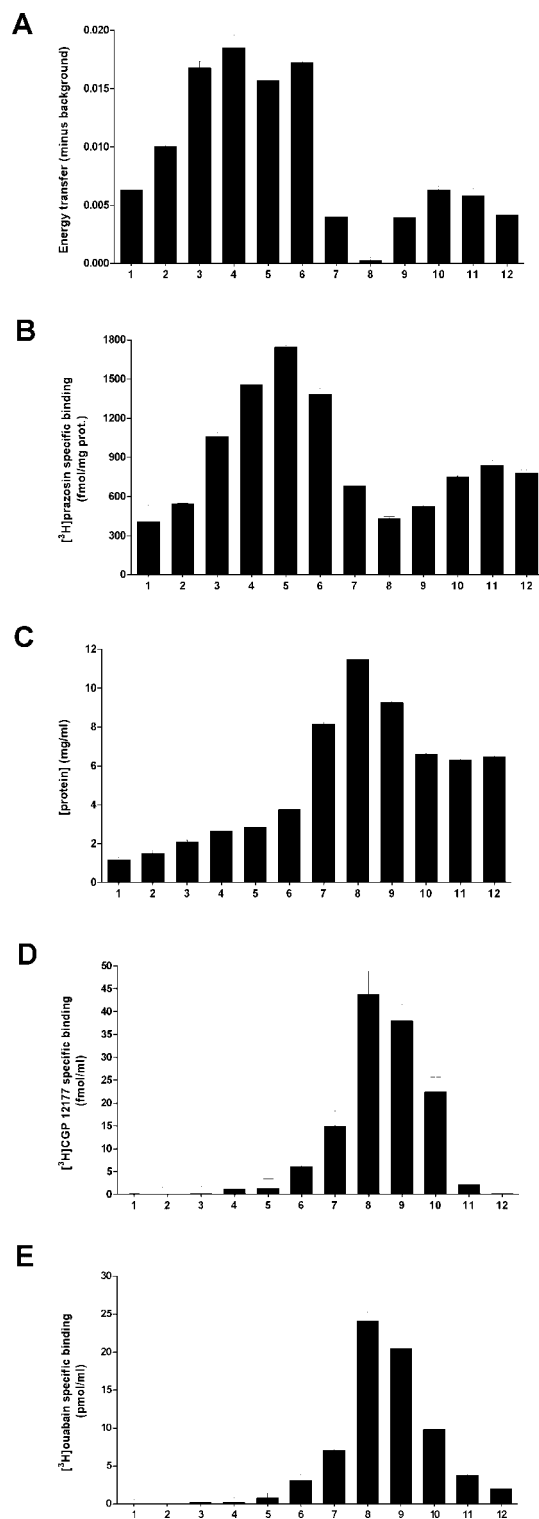 A
Energy transfer (minus background)
0.020
0.015
0.010
0.005
0.000
1 2 3 4 5 6 7 8 9 10 11 12
B
[³H]prazosin specific binding
(fmol/mg prot.)
1800
1500
1200
900
600
300
0
1 2 3 4 5 6 7 8 9 10 11 12
C
[protein] (mg/ml)
12
10
8
6
4
2
0
1 2 3 4 5 6 7 8 9 10 11 12
D
[³H]CGP 12177 specific binding
(fmol/ml)
50
45
40
35
30
25
20
15
10
5
0
1 2 3 4 5 6 7 8 9 10 11 12
E
[³H]ouabain specific binding
(pmol/ml)
30
25
20
15
10
5
0
1 2 3 4 5 6 7 8 9 10 11 12